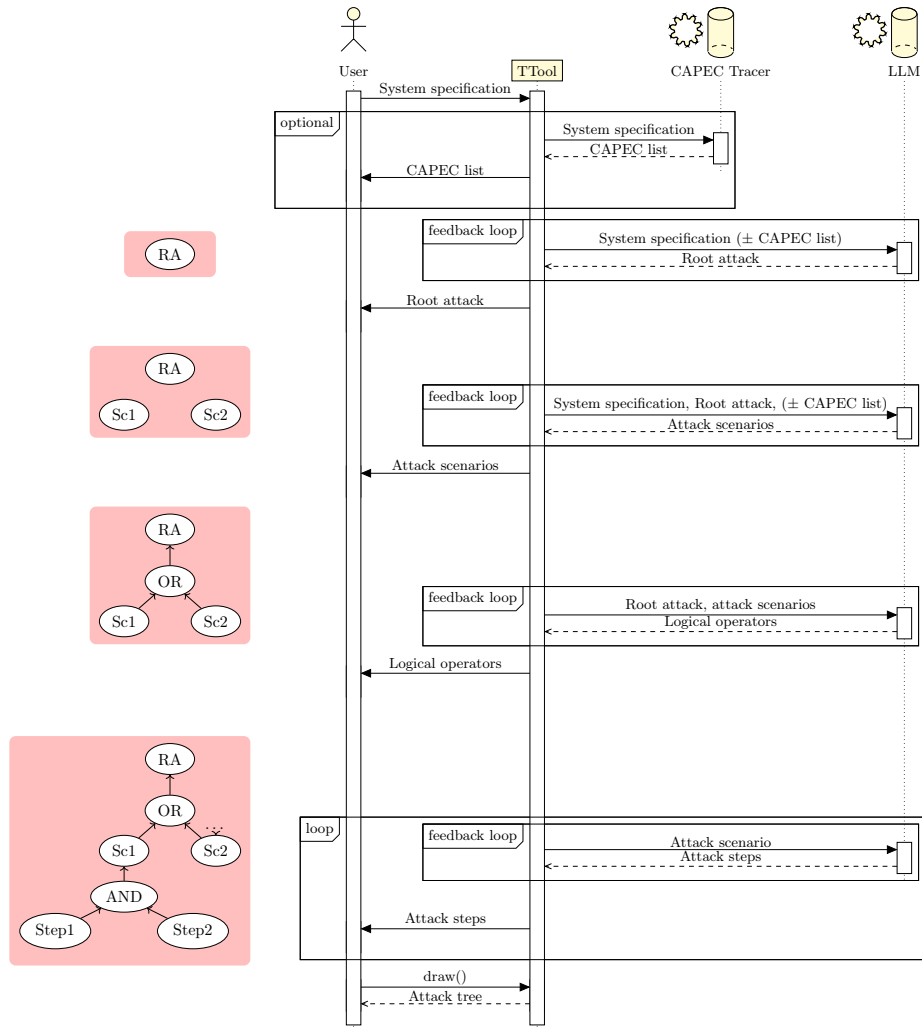 User
TTool
CAPEC Tracer
LLM
System specification
optional
System specification
CAPEC list
CAPEC list
feedback loop
System specification (± CAPEC list)
Root attack
RA
Root attack
RA
Sc1
Sc2
feedback loop
System specification, Root attack, (± CAPEC list)
Attack scenarios
Attack scenarios
RA
OR
Sc1
Sc2
feedback loop
Root attack, attack scenarios
Logical operators
Logical operators
RA
OR
Sc1
Sc2
...
AND
Step1
Step2
loop
feedback loop
Attack scenario
Attack steps
Attack steps
draw()
Attack tree